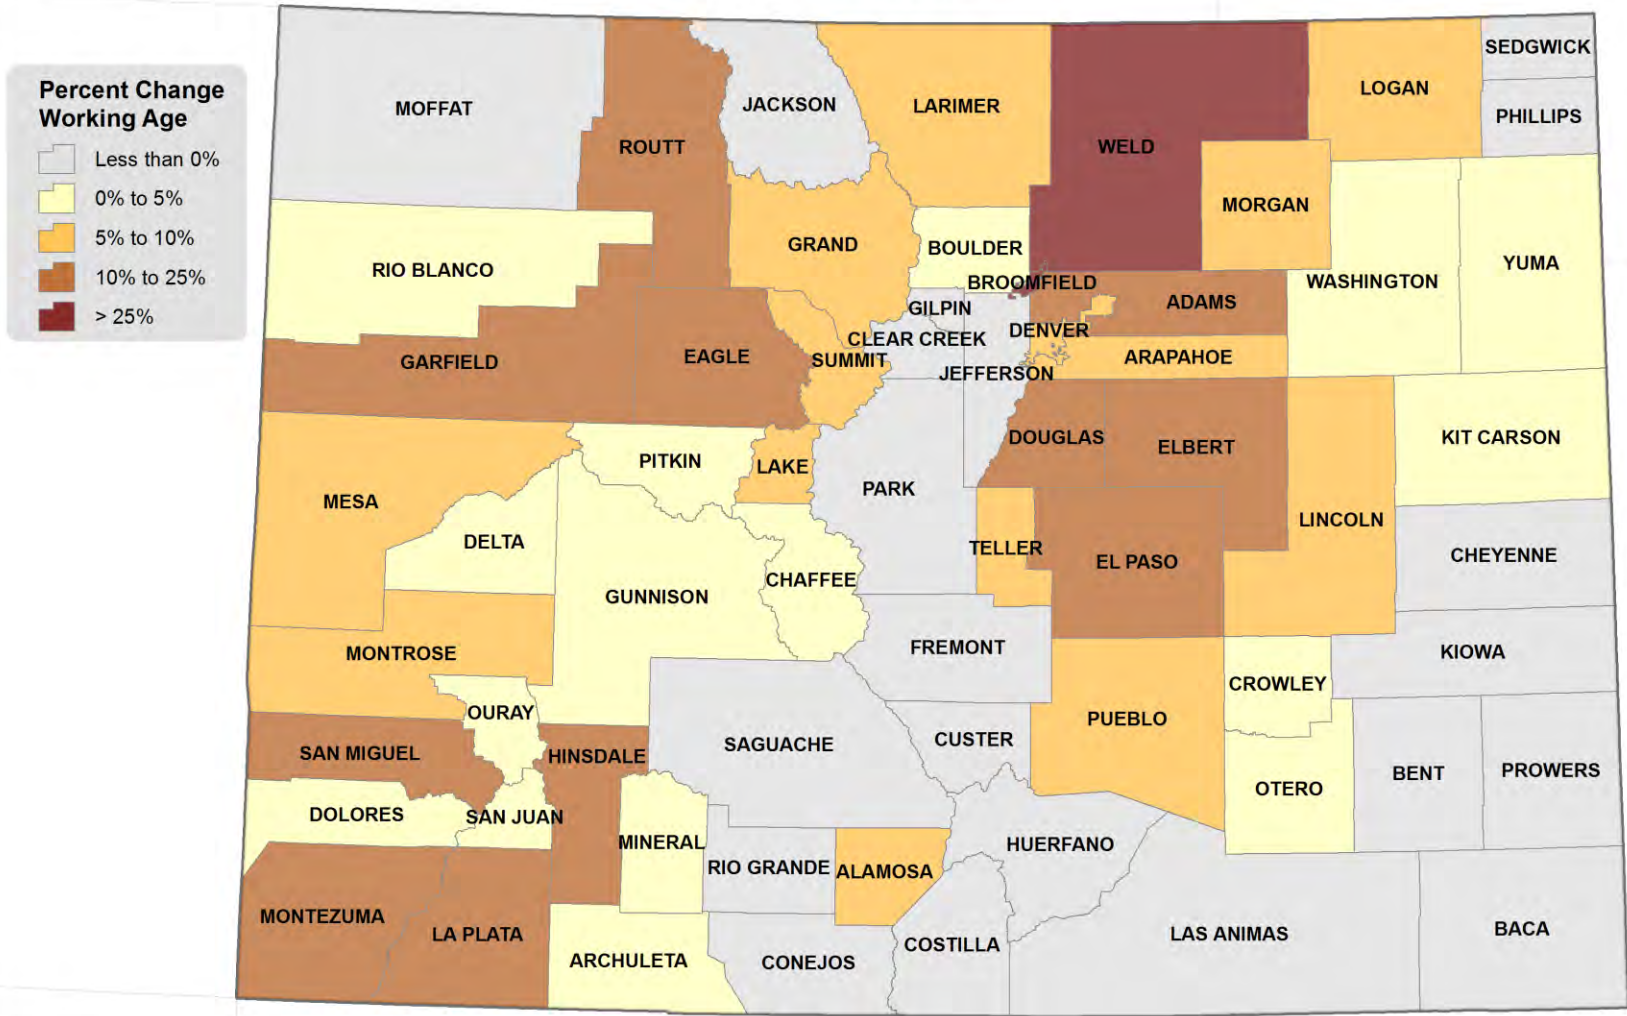 Percent Change
Working Age
Less than 0%
0% to 5%
5% to 10%
10% to 25%
> 25%
SEDGWICK
LOGAN
MOFFAT
JACKSON
LARIMER
PHILLIPS
ROUTT
WELD
MORGAN
GRAND
BOULDER
RIO BLANCO
YUMA
WASHINGTON
BROOMFIELD
GILPIN
ADAMS
DENVER
CLEAR CREEK
GARFIELD
EAGLE
SUMMIT
ARAPAHOE
JEFFERSON
DOUGLAS
ELBERT
KIT CARSON
PITKIN
LAKE
PARK
MESA
LINCOLN
DELTA
TELLER
CHEYENNE
EL PASO
CHAFFEE
GUNNISON
FREMONT
MONTROSE
KIOWA
CROWLEY
OURAY
PUEBLO
CUSTER
SAGUACHE
SAN MIGUEL
HINSDALE
BENT
PROWERS
OTERO
DOLORES
SAN JUAN
MINERAL
HUERFANO
RIO GRANDE
ALAMOSA
MONTEZUMA
LA PLATA
LAS ANIMAS
BACA
COSTILLA
ARCHULETA
CONEJOS